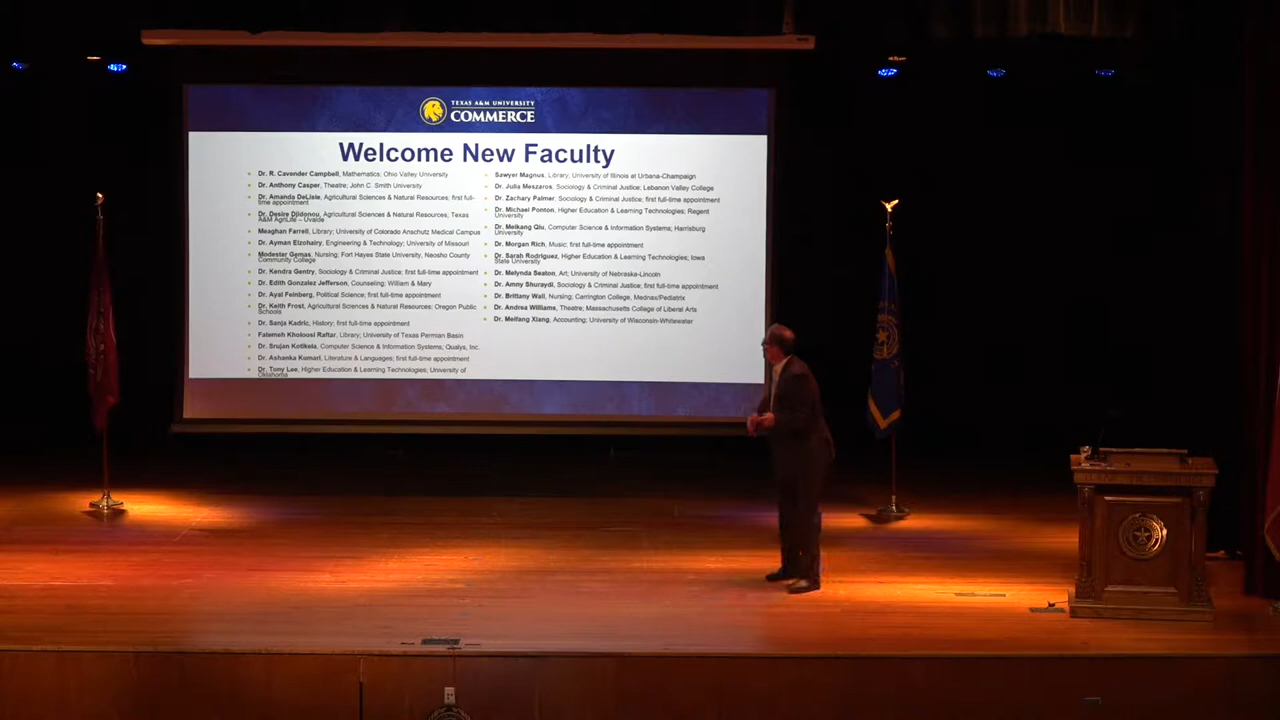 TEXAS A&M UNIVERSITY
COMMERCE
Welcome New Faculty
Dr. R. Cavender Campbell, Mathematics; Ohio Valley University
Dr. Anthony Casper, Theatre; John C. Smith University
Dr. Amanda DeLisle, Agricultural Sciences & Natural Resources; first full-
time appointment
Dr. Desire Djidonou, Agricultural Sciences & Natural Resources; Texas
A&M AgriLife – Uvalde
Meaghan Farrell, Library; University of Colorado Anschutz Medical Campus
Dr. Ayman Elzohairy, Engineering & Technology; University of Missouri
Modester Gemas, Nursing; Fort Hayes State University, Neosho County
Community College
Dr. Kendra Gentry, Sociology & Criminal Justice; first full-time appointment
Dr. Edith Gonzalez Jefferson, Counseling; William & Mary
Dr. Ayal Feinberg, Political Science; first full-time appointment
Dr. Keith Frost, Agricultural Sciences & Natural Resources; Oregon Public
Schools
Dr. Sanja Kadric, History; first full-time appointment
Fatemeh Kholoosi Raftar, Library; University of Texas Permian Basin
Dr. Srujan Kotikela, Computer Science & Information Systems; Qualys, Inc.
Dr. Ashanka Kumari, Literature & Languages; first full-time appointment
Dr. Tony Lee, Higher Education & Learning Technologies; University of
Oklahoma
Sawyer Magnus, Library; University of Illinois at Urbana-Champaign
Dr. Julia Meszaros, Sociology & Criminal Justice; Lebanon Valley College
Dr. Zachary Palmer, Sociology & Criminal Justice; first full-time appointment
Dr. Michael Ponton, Higher Education & Learning Technologies; Regent
University
Dr. Meikang Qiu, Computer Science & Information Systems; Harrisburg
University
Dr. Morgan Rich, Music; first full-time appointment
Dr. Sarah Rodriguez, Higher Education & Learning Technologies; Iowa
State University
Dr. Melynda Seaton, Art; University of Nebraska-Lincoln
Dr. Amny Shuraydi, Sociology & Criminal Justice; first full-time appointment
Dr. Brittany Wall, Nursing; Carrington College, Mednax/Pediatrix
Dr. Andrea Williams, Theatre; Massachusetts College of Liberal Arts
Dr. Meifang Xiang, Accounting; University of Wisconsin-Whitewater